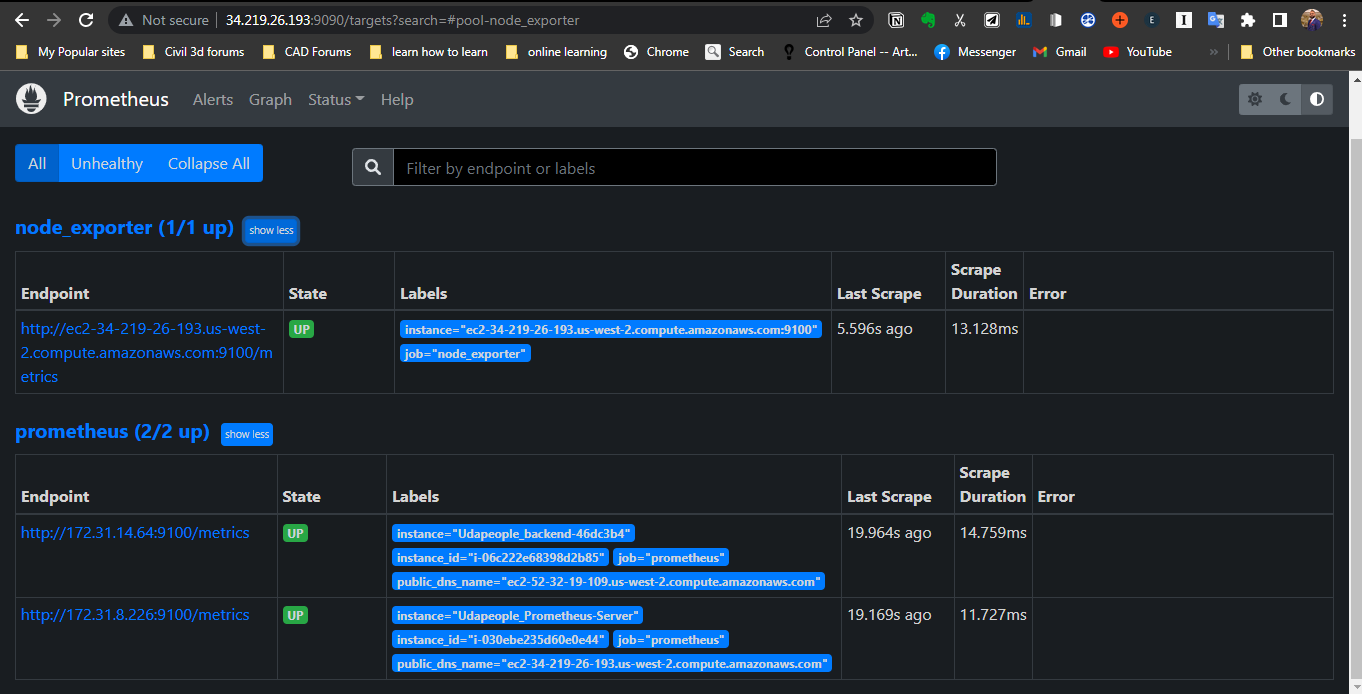 Not secure 34.219.26.193:9090/targets?search=#pool-node_exporter
My Popular sites Civil 3d forums CAD Forums learn how to learn online learning Chrome Search Control Panel -- Art... Messenger Gmail YouTube » Other bookmarks
Prometheus Alerts Graph Status Help
All Unhealthy Collapse All Filter by endpoint or labels
node_exporter (1/1 up) show less
Scrape
Endpoint State Labels Last Scrape Duration Error
http://ec2-34-219-26-193.us-west- UP instance="ec2-34-219-26-193.us-west-2.compute.amazonaws.com:9100" 5.596s ago 13.128ms
2.compute.amazonaws.com:9100/m job="node_exporter"
etrics
prometheus (2/2 up) show less
Scrape
Endpoint State Labels Last Scrape Duration Error
http://172.31.14.64:9100/metrics UP instance="Udapeople_backend-46dc3b4" 19.964s ago 14.759ms
instance_id="i-06c222e68398d2b85" job="prometheus"
public_dns_name="ec2-52-32-19-109.us-west-2.compute.amazonaws.com"
http://172.31.8.226:9100/metrics UP instance="Udapeople_Prometheus-Server" 19.169s ago 11.727ms
instance_id="i-030ebe235d60e0e44" job="prometheus"
public_dns_name="ec2-34-219-26-193.us-west-2.compute.amazonaws.com"